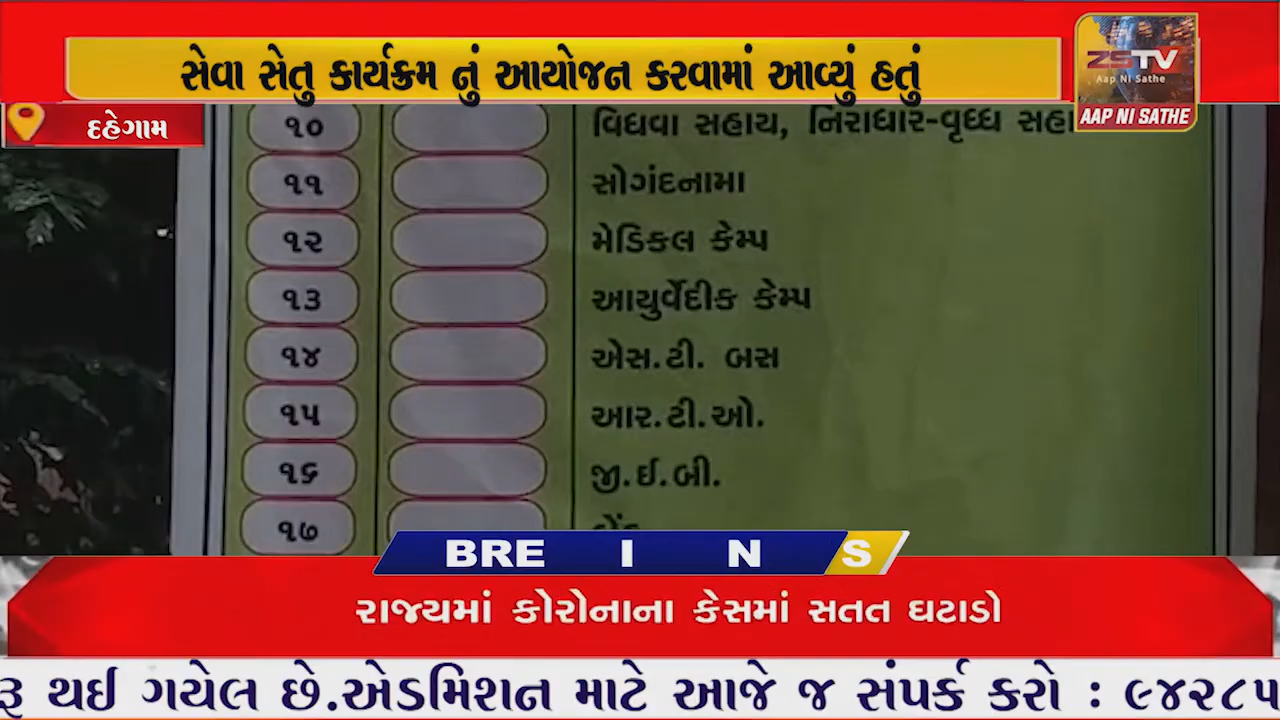 સેવા સેતુ કાર્યક્રમ નું આયોજન કરવામાં આવ્યું હતું
ZSTV
Aap Ni Sathe
AAP NI SATHE
દહેગામ
૧૦ વિધવા સહાય, નિરાધાર-વૃધ્ધ
૧૧ સોગંદનામા
૧૨ મેડિકલ કેમ્પ
૧૩ આયુર્વેદીક કેમ્પ
૧૪ એસ.ટી. બસ
૧૫ આર.ટી.ઓ.
૧૬ જી.ઈ.બી.
૧૭
BRE I N S
રાજ્યમાં કોરોનાના કેસમાં સતત ઘટાડો
રૂ થઈ ગયેલ છે.એડમિશન માટે આજે જ સંપર્ક કરો : ૯૪૨૮૫